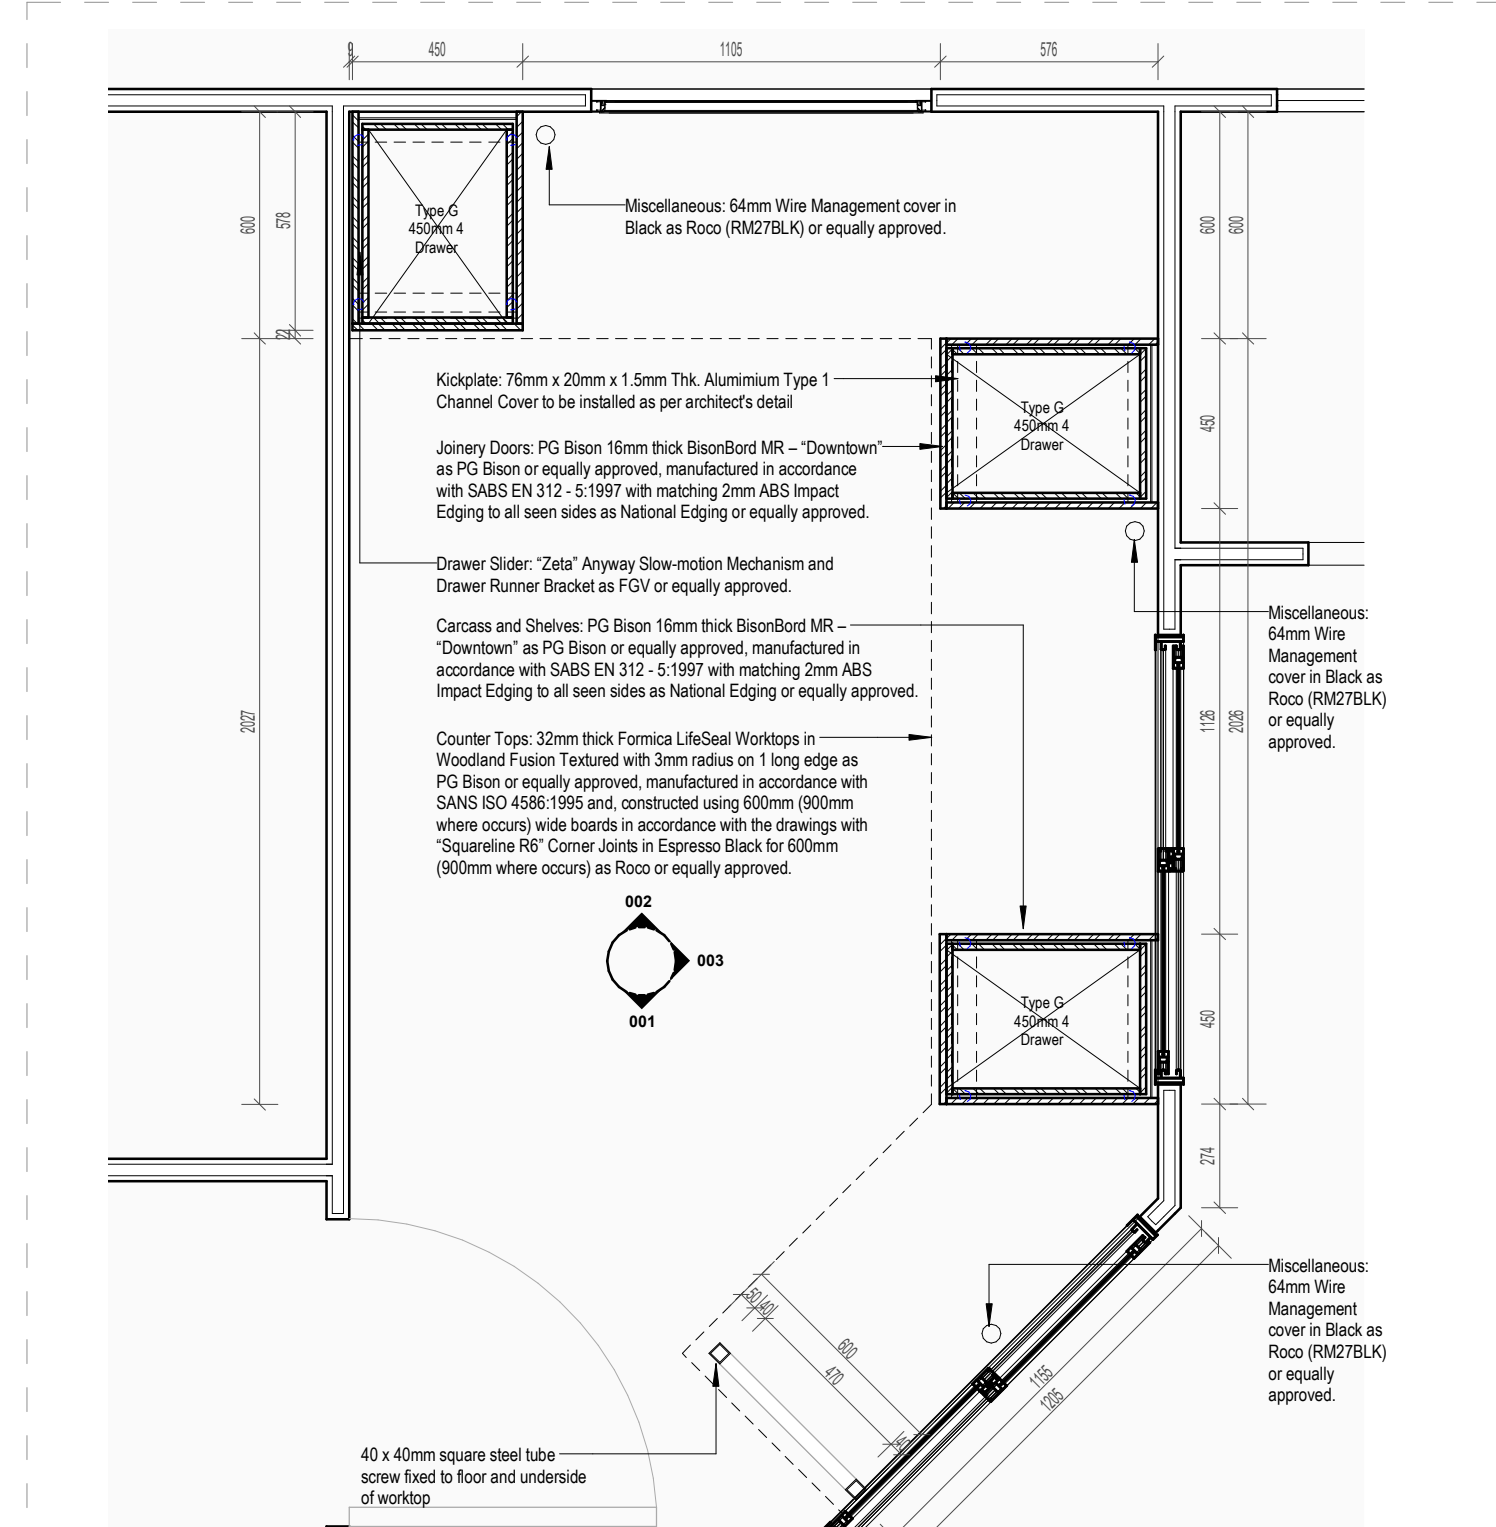 9
450
1105
576
600
578
22
2027
600
600
450
1126
2026
450
274
Type G
450mm 4
Drawer
Miscellaneous: 64mm Wire Management cover in
Black as Roco (RM27BLK) or equally approved.
Kickplate: 76mm x 20mm x 1.5mm Thk. Alumimium Type 1
Channel Cover to be installed as per architect's detail
Type G
450mm 4
Drawer
Joinery Doors: PG Bison 16mm thick BisonBord MR – “Downtown”
as PG Bison or equally approved, manufactured in accordance
with SABS EN 312 - 5:1997 with matching 2mm ABS Impact
Edging to all seen sides as National Edging or equally approved.
Drawer Slider: “Zeta” Anyway Slow-motion Mechanism and
Drawer Runner Bracket as FGV or equally approved.
Carcass and Shelves: PG Bison 16mm thick BisonBord MR –
“Downtown” as PG Bison or equally approved, manufactured in
accordance with SABS EN 312 - 5:1997 with matching 2mm ABS
Impact Edging to all seen sides as National Edging or equally approved.
Miscellaneous:
64mm Wire
Management
cover in Black as
Roco (RM27BLK)
or equally
approved.
Counter Tops: 32mm thick Formica LifeSeal Worktops in
Woodland Fusion Textured with 3mm radius on 1 long edge as
PG Bison or equally approved, manufactured in accordance with
SANS ISO 4586:1995 and, constructed using 600mm (900mm
where occurs) wide boards in accordance with the drawings with
“Squareline R6” Corner Joints in Espresso Black for 600mm
(900mm where occurs) as Roco or equally approved.
002
003
001
Type G
450mm 4
Drawer
Miscellaneous:
64mm Wire
Management
cover in Black as
Roco (RM27BLK)
or equally
approved.
50
40
600
470
40
1155
1205
40 x 40mm square steel tube
screw fixed to floor and underside
of worktop